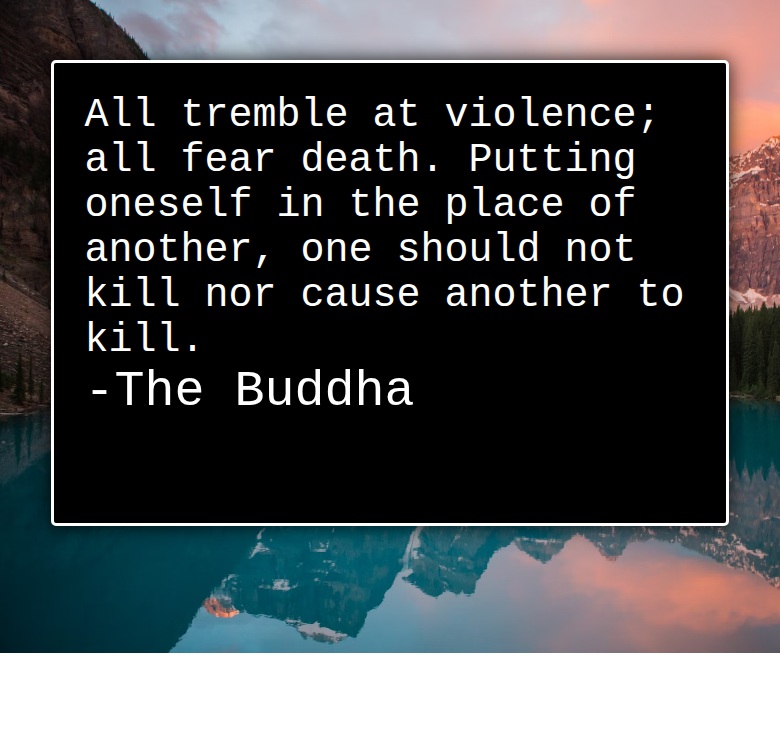 All tremble at violence;
all fear death. Putting
oneself in the place of
another, one should not
kill nor cause another to
kill.
-The Buddha